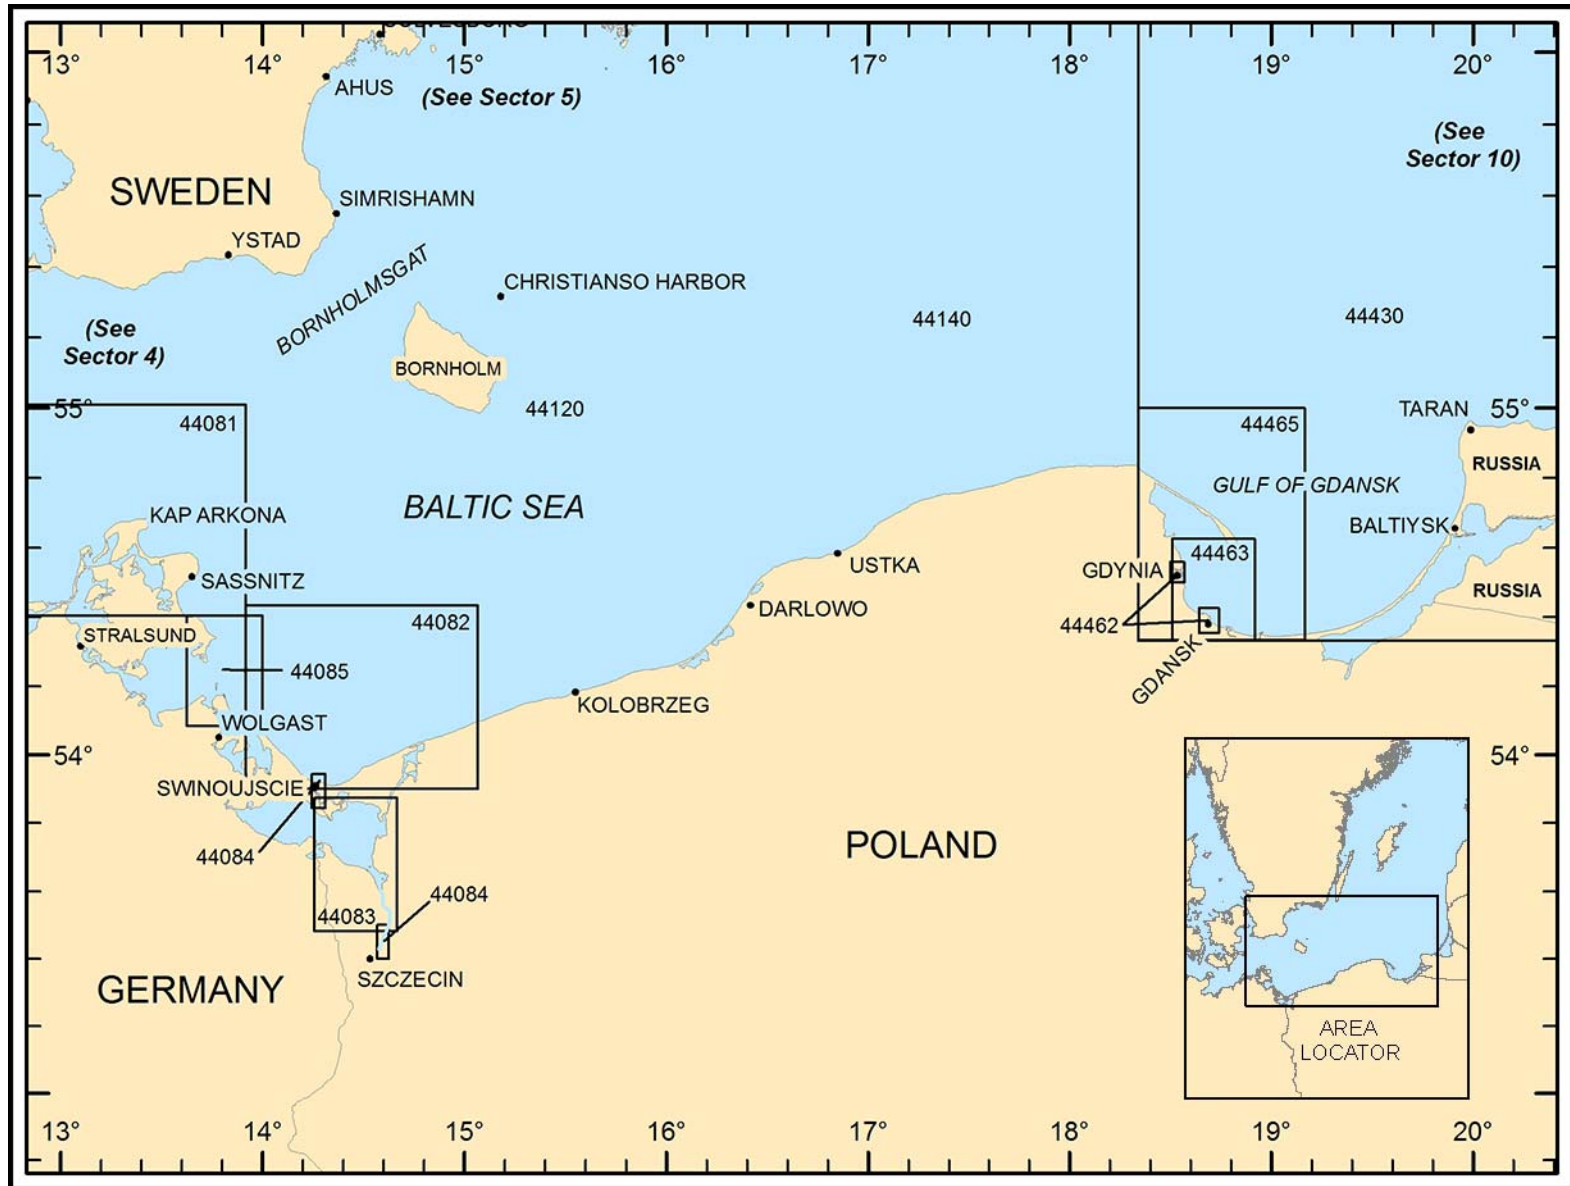 13°
14°
15°
16°
17°
18°
19°
20°
AHUS
(See Sector 5)
(See
Sector 10)
SWEDEN
SIMRISHAMN
YSTAD
BORNHOLMSGAT
CHRISTIANSO HARBOR
44140
44430
(See
Sector 4)
BORNHOLM
44120
55°
44081
44465
TARAN
55°
RUSSIA
GULF OF GDANSK
BALTIC SEA
KAP ARKONA
BALTIYSK
44463
USTKA
GDYNIA
SASSNITZ
RUSSIA
DARLOWO
44082
44462
STRALSUND
44085
GDANSK
KOLOBRZEG
WOLGAST
54°
54°
SWINOUJSCIE
POLAND
44084
44084
44083
SZCZECIN
GERMANY
AREA
LOCATOR
13°
14°
15°
16°
17°
18°
19°
20°